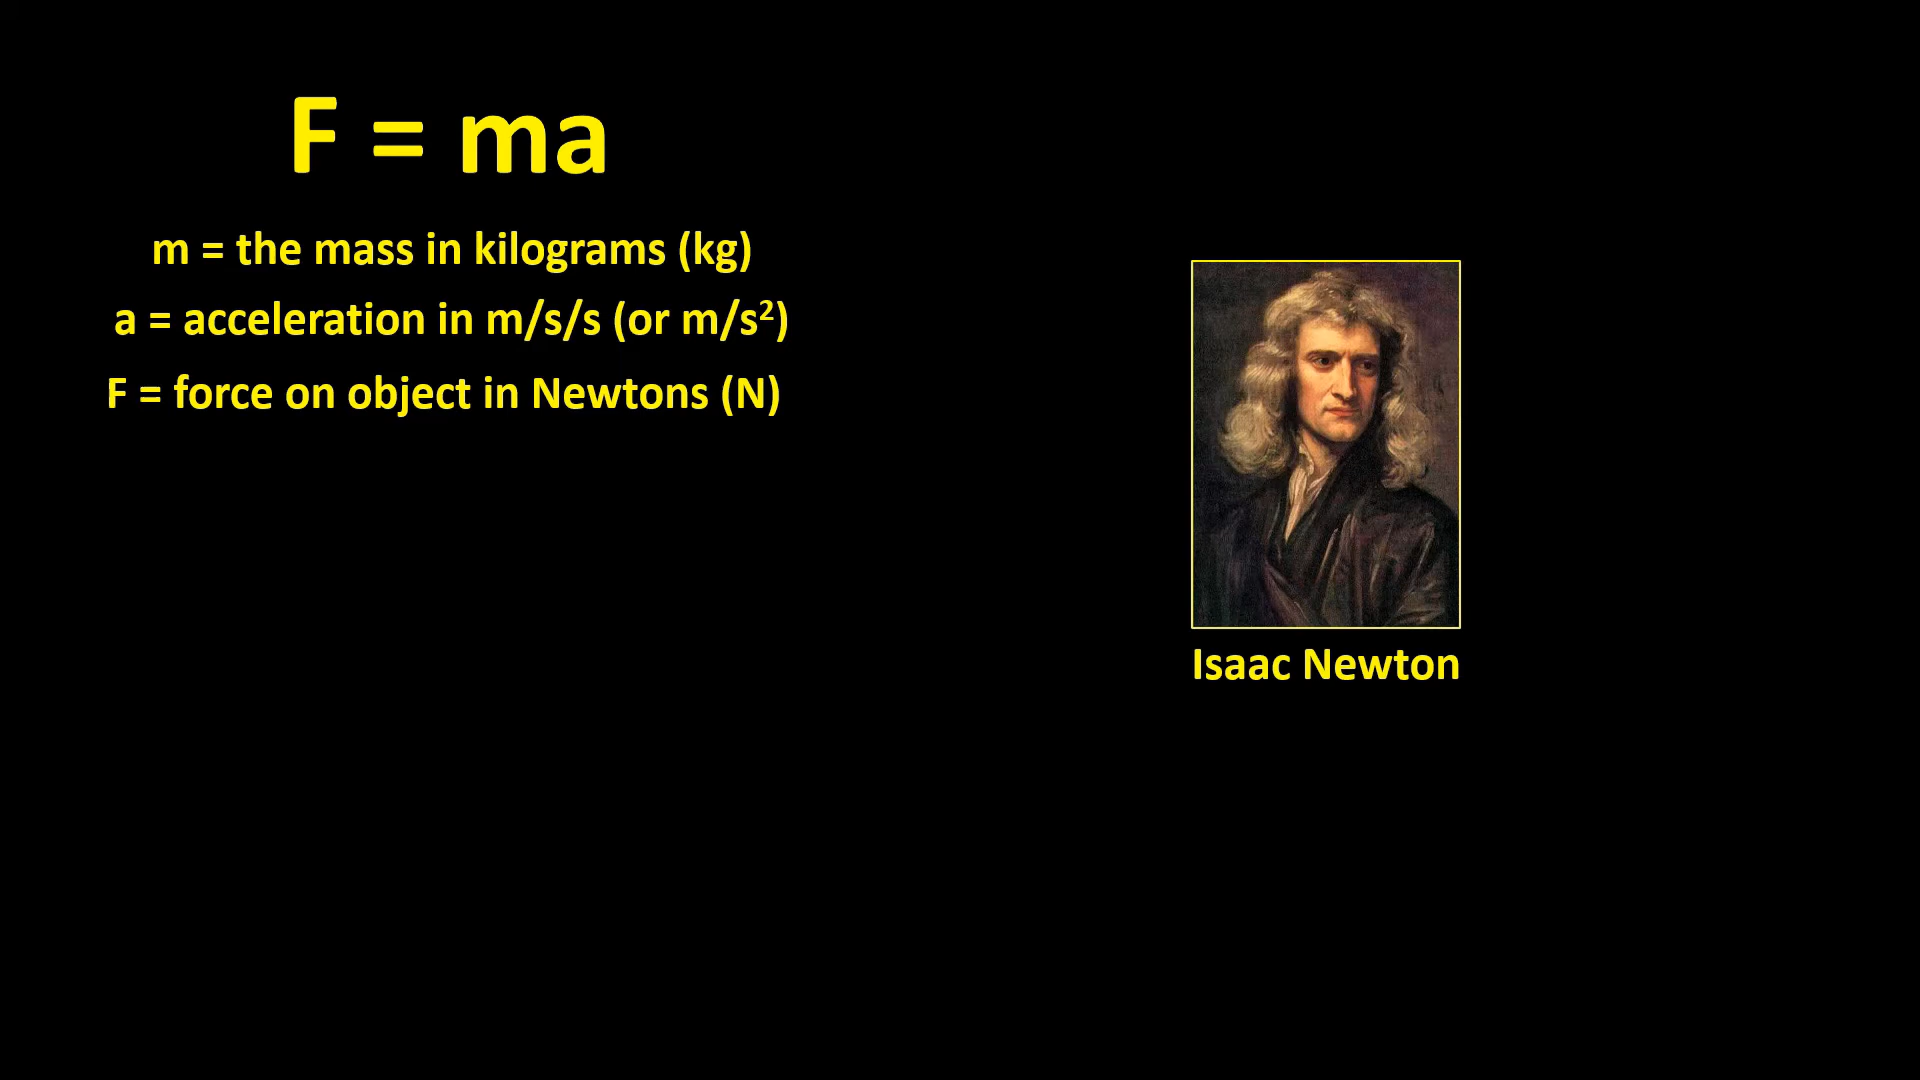 F = ma
m = the mass in kilograms (kg)
a = acceleration in m/s/s (or m/s²)
F = force on object in Newtons (N)
Isaac Newton